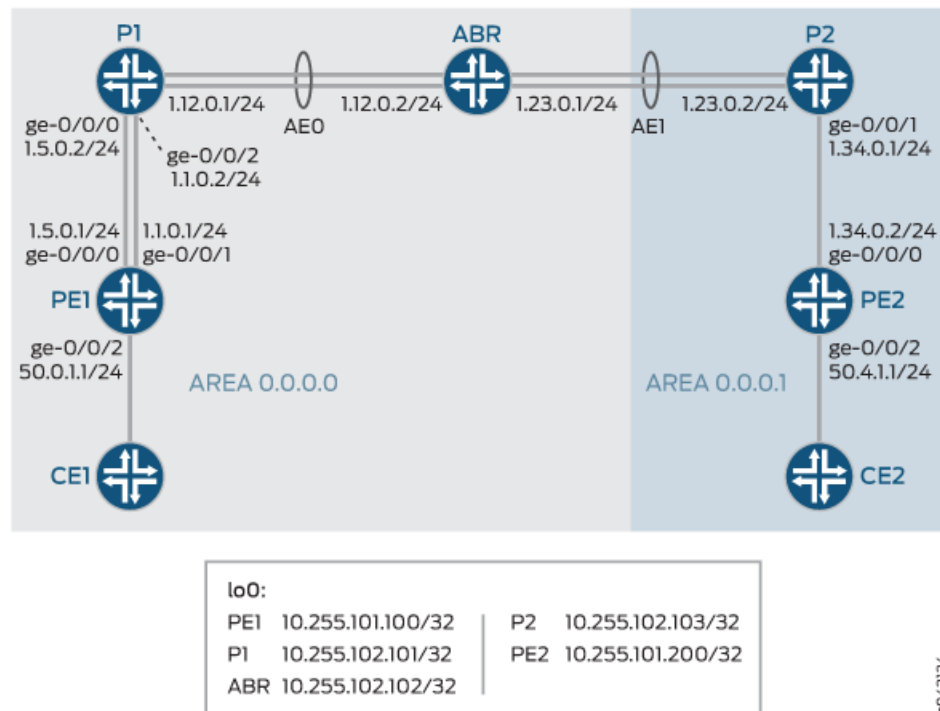 P1
ABR
P2
1.12.0.1/24
1.12.0.2/24
1.23.0.1/24
1.23.0.2/24
AE0
AE1
ge-0/0/0
1.5.0.2/24
ge-0/0/2
1.1.0.2/24
ge-0/0/1
1.34.0.1/24
1.5.0.1/24
ge-0/0/0
1.1.0.1/24
ge-0/0/1
1.34.0.2/24
ge-0/0/0
PE1
PE2
ge-0/0/2
50.0.1.1/24
ge-0/0/2
50.4.1.1/24
AREA 0.0.0.0
AREA 0.0.0.1
CE1
CE2
lo0:
PE1 10.255.101.100/32
P2 10.255.102.103/32
P1 10.255.102.101/32
PE2 10.255.101.200/32
ABR 10.255.102.102/32